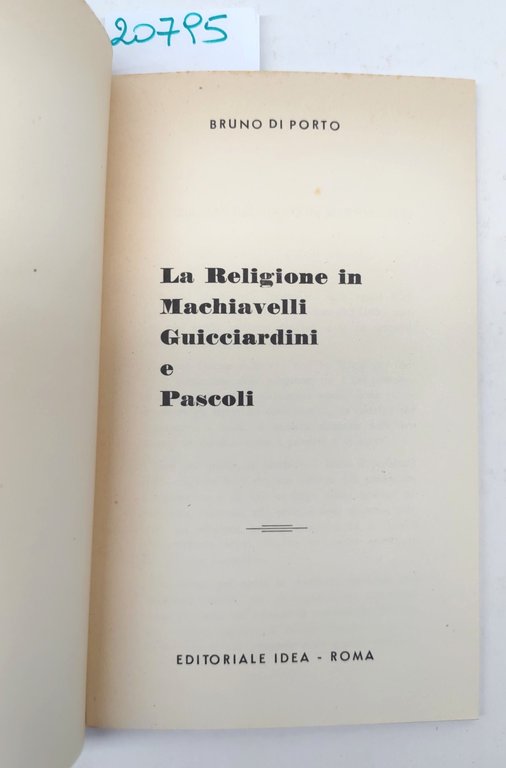 20795
BRUNO DI PORTO
La Religione in
Machiavelli
Guicciardini
e
Pascoli
EDITORIALE IDEA - ROMA